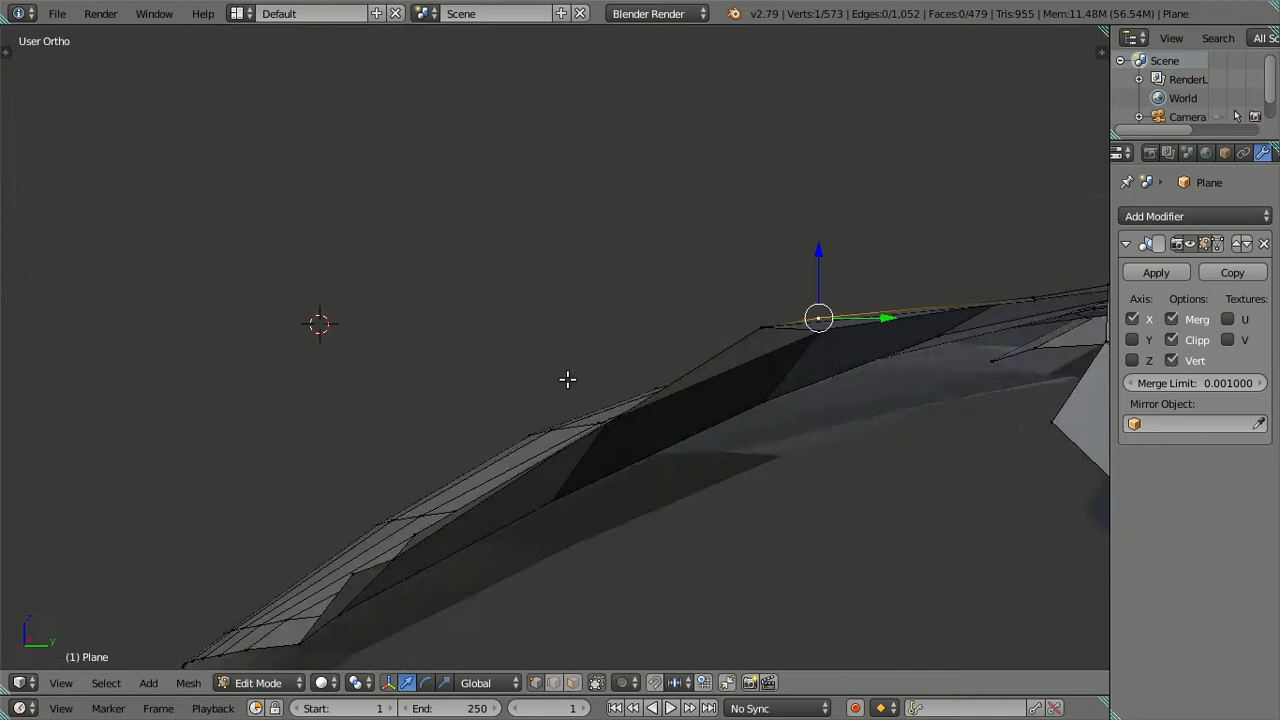 File Render Window Help Default Scene Blender Render v2.79 | Verts:1/573 | Edges:0/1,052 | Faces:0/479 | Tris:955 | Mem:11.48M (56.54M) | Plane
User Ortho
View Search All Sc
Scene
RenderL
World
Camera
Plane
Add Modifier
Apply Copy
Axis: Options: Textures:
X Merg U
Y Clipp V
Z Vert
Merge Limit: 0.001000
Mirror Object:
z
y
(1) Plane
View Select Add Mesh Edit Mode Global
View Marker Frame Playback Start: 1 End: 250 1 No Sync